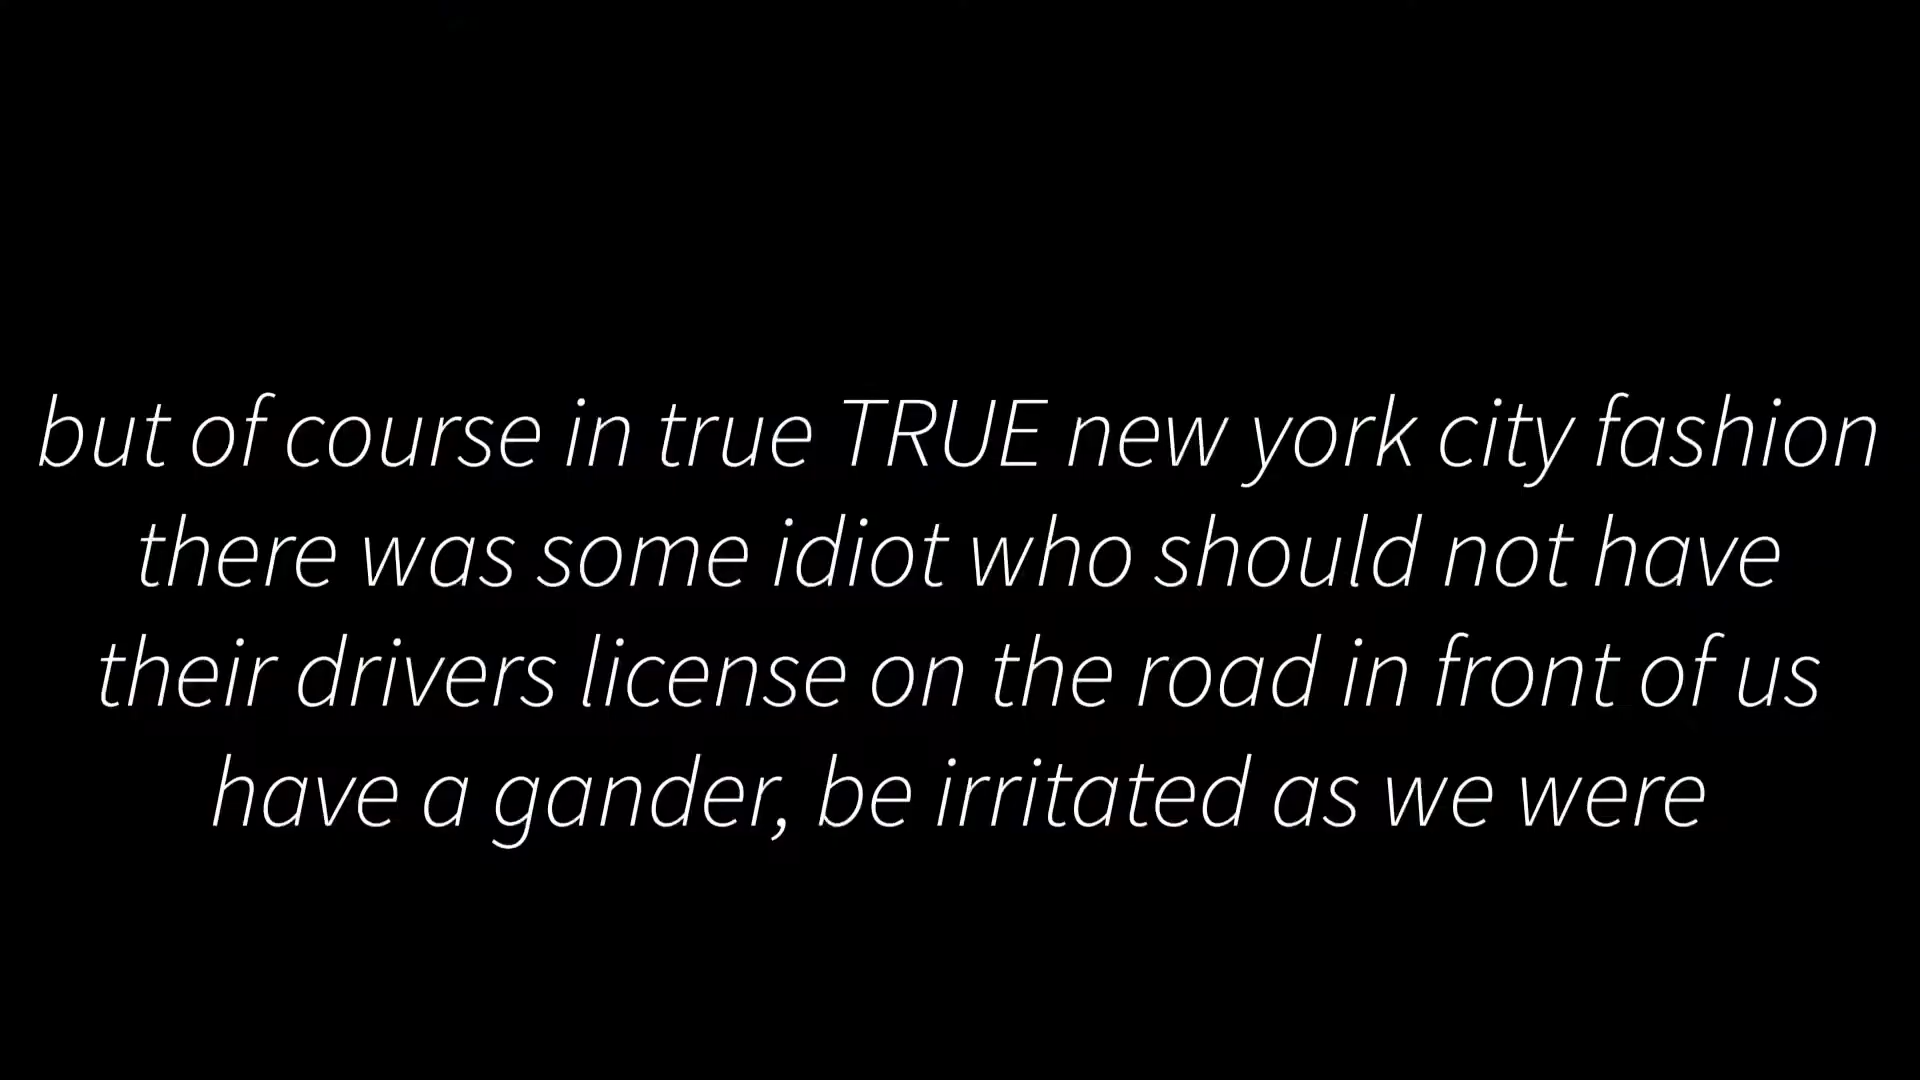 but of course in true TRUE new york city fashion
there was some idiot who should not have
their drivers license on the road in front of us
have a gander, be irritated as we were